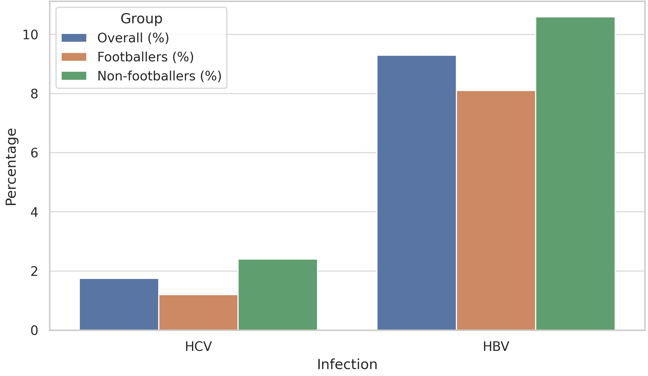 Group
Overall (%)
Footballers (%)
Non-footballers (%)
Percentage
10
8
6
4
2
0
HCV HBV
Infection